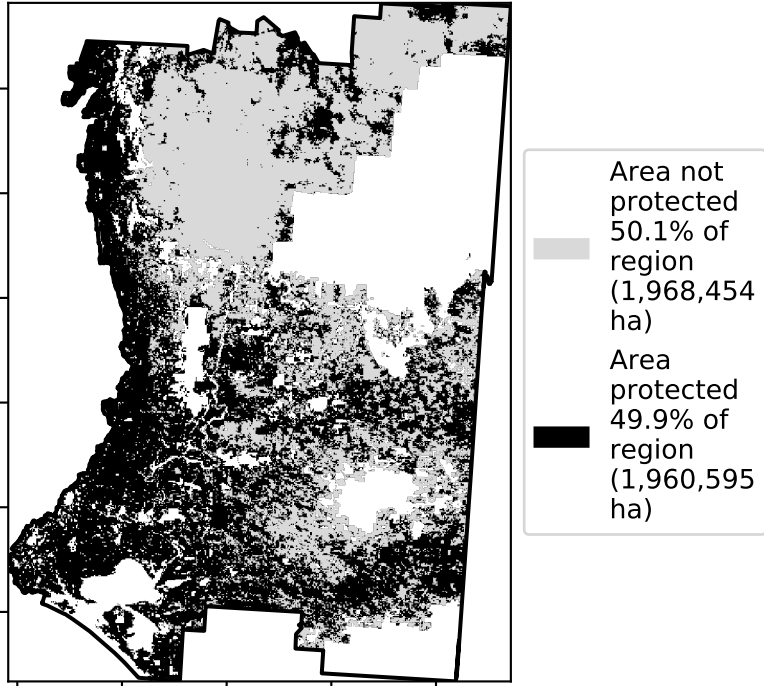 Area not
protected
50.1% of
region
(1,968,454
ha)
Area
protected
49.9% of
region
(1,960,595
ha)